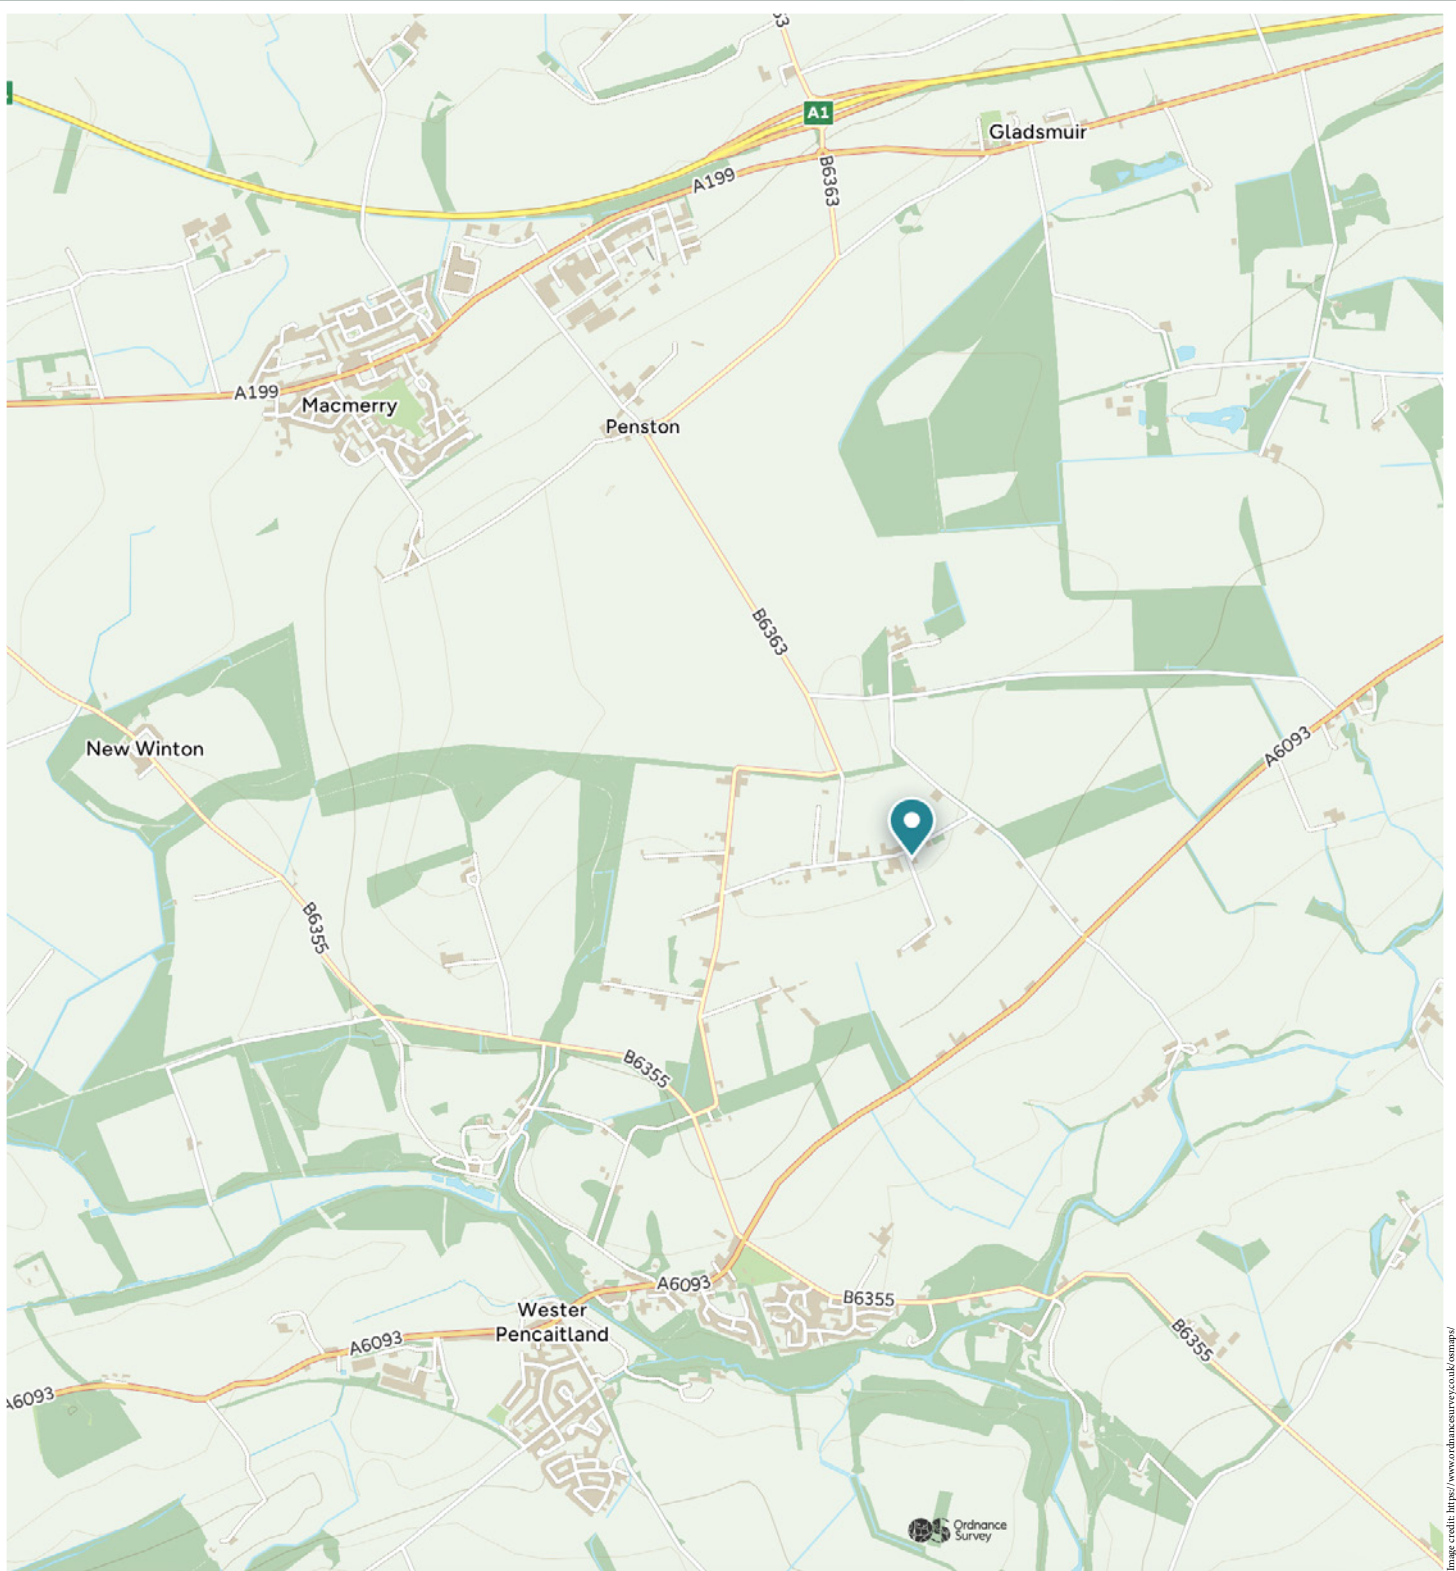 63
A1
Gladsmuir
B6363
A199
A199
Macmerry
Penston
B6363
New Winton
A6093
B6355
B6355
A6093
B6355
Wester
Pencaitland
A6093
B6355
A6093
Ordnance
Survey
Image credit: https://www.ordnancesurvey.co.uk/osmaps/